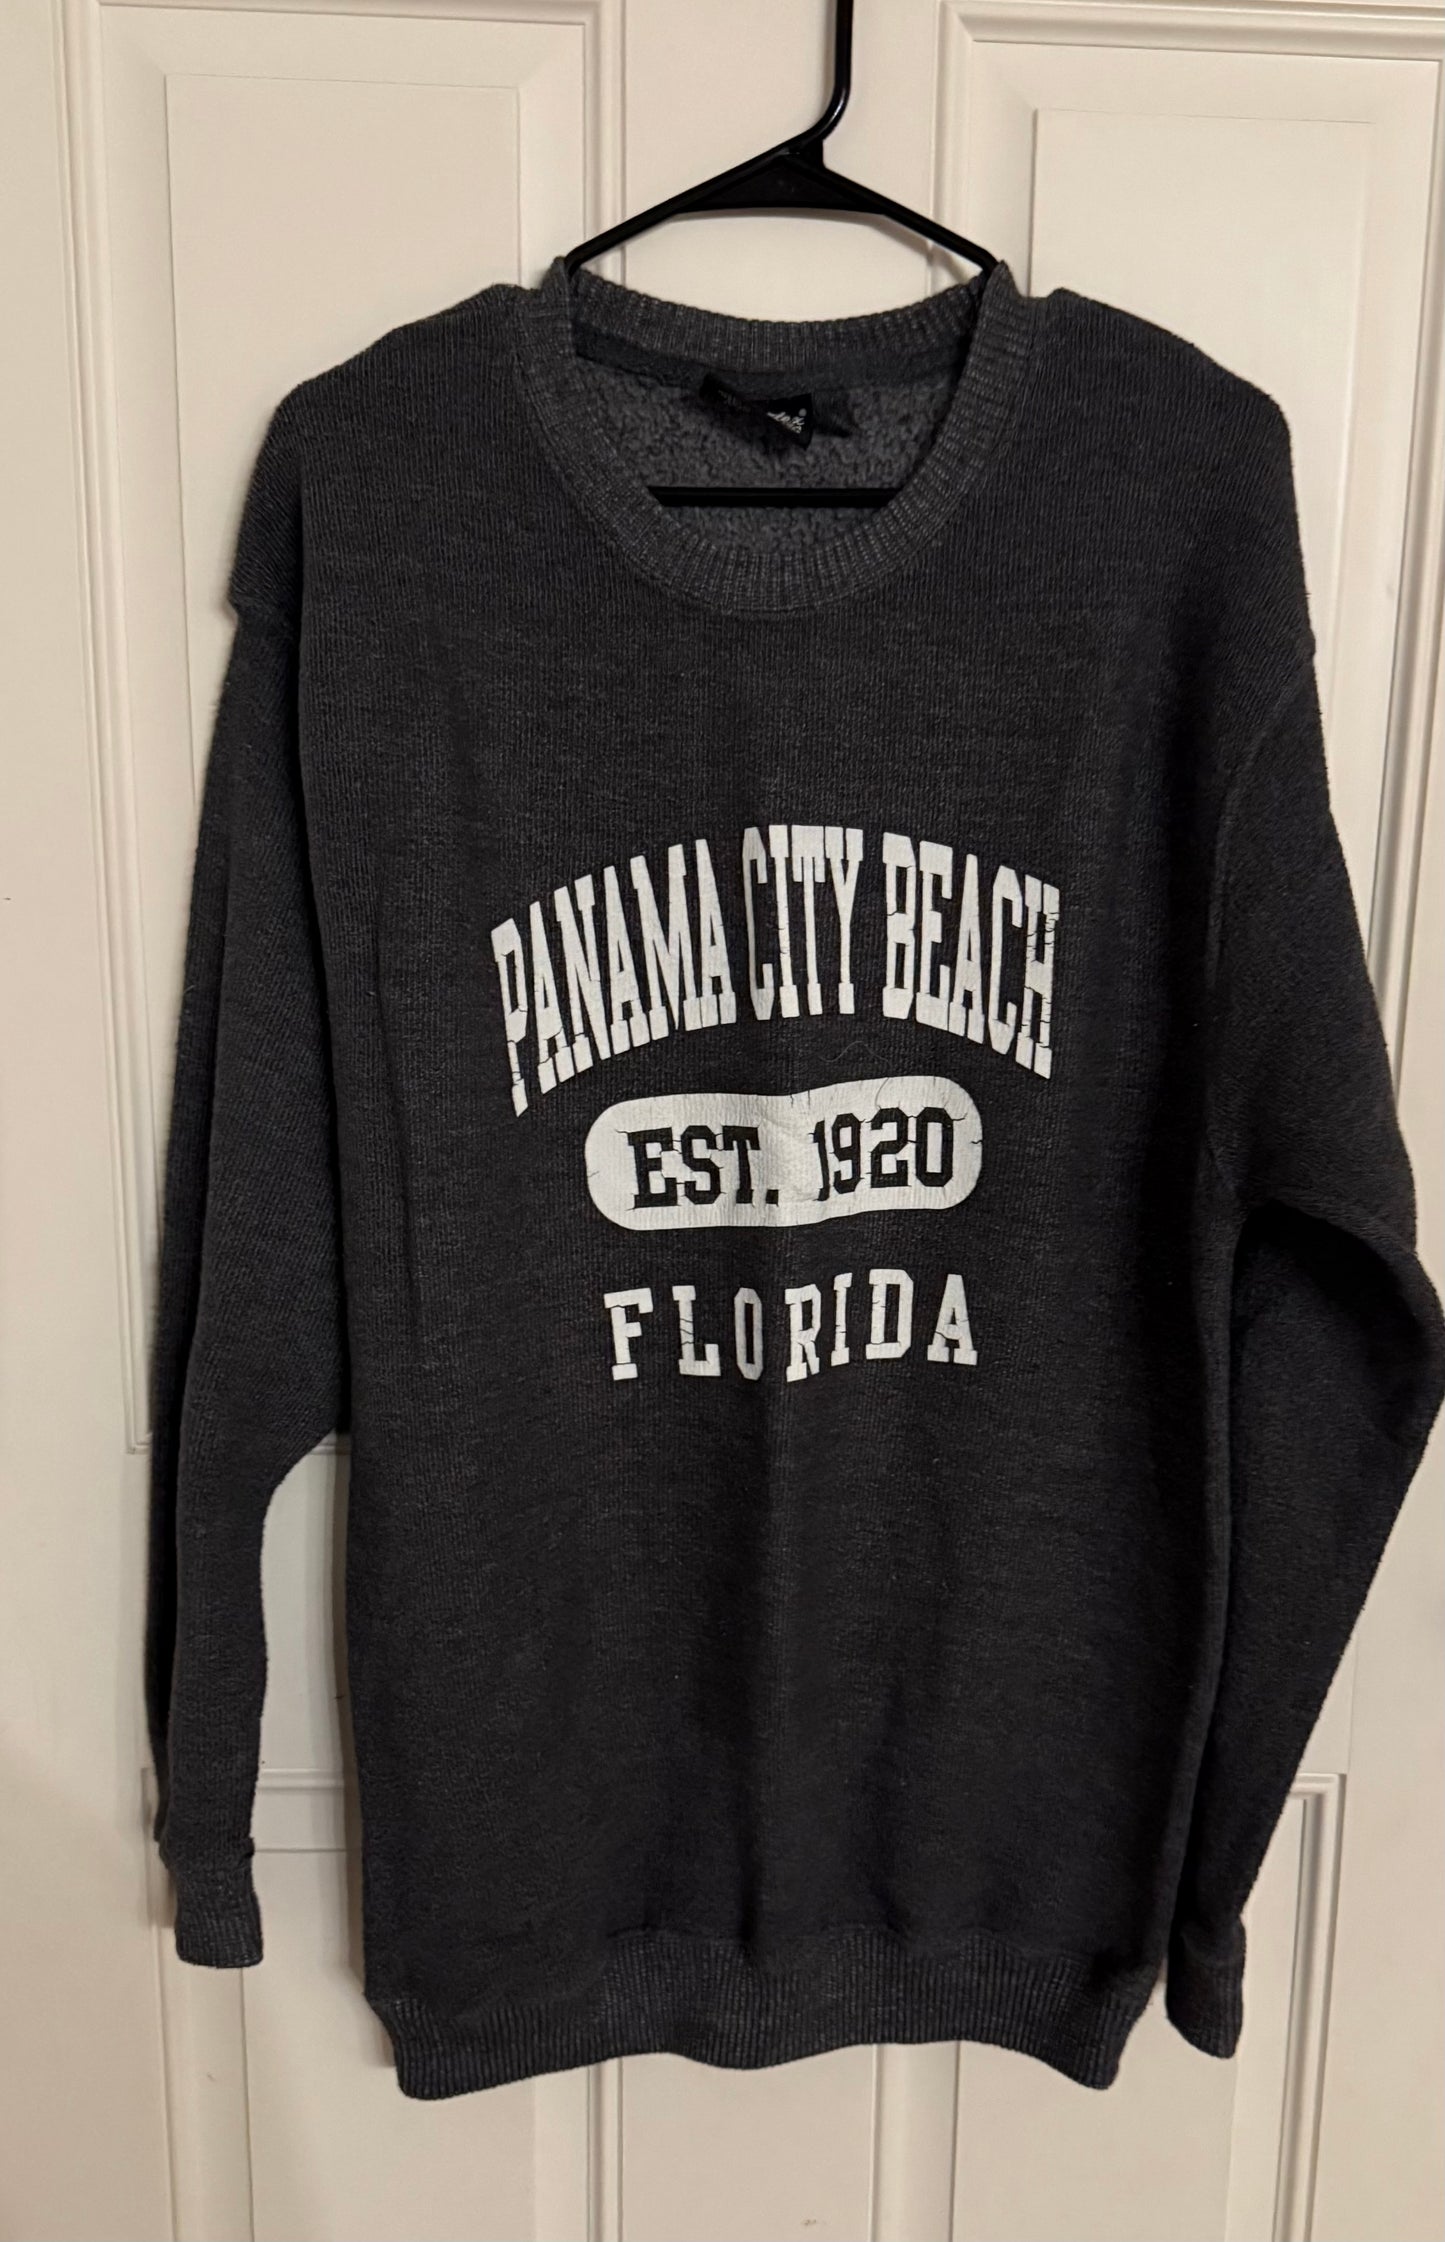 PANAMA CITY BEACH
EST. 1920
FLORIDA